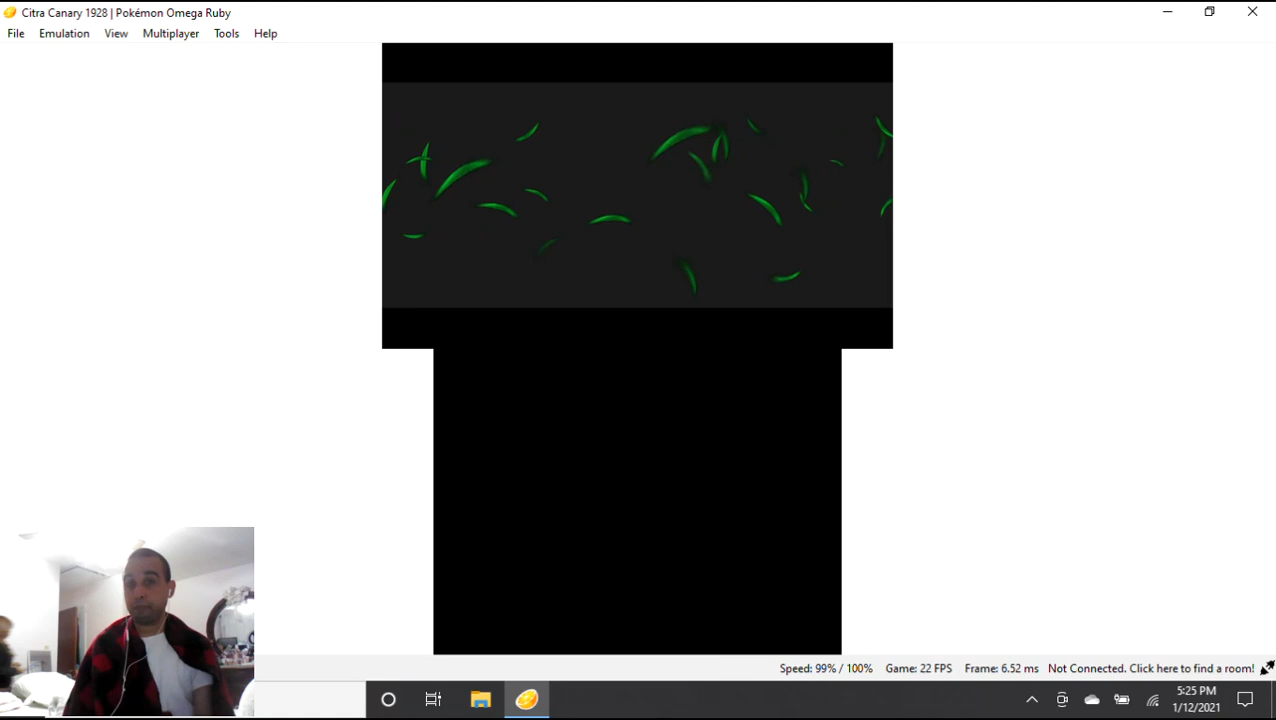 Citra Canary 1928 | Pokémon Omega Ruby
File Emulation View Multiplayer Tools Help
Speed: 99% / 100% Game: 22 FPS Frame: 6.52 ms Not Connected. Click here to find a room!
5:25 PM
1/12/2021